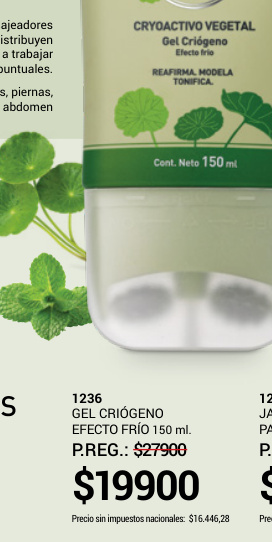 ajeadores
istribuyen
a trabajar
puntuales.
s, piernas,
abdomen
CRYOACTIVO VEGETAL
Gel Criógeno
Efecto frío
REAFIRMA. MODELA
TONIFICA.
Cont. Neto 150 ml
S
1236
GEL CRIÓGENO
EFECTO FRÍO 150 ml.
P.REG.: $27900
$19900
Precio sin impuestos nacionales: $16.446,28
12
JA
PA
P.
$
Prec